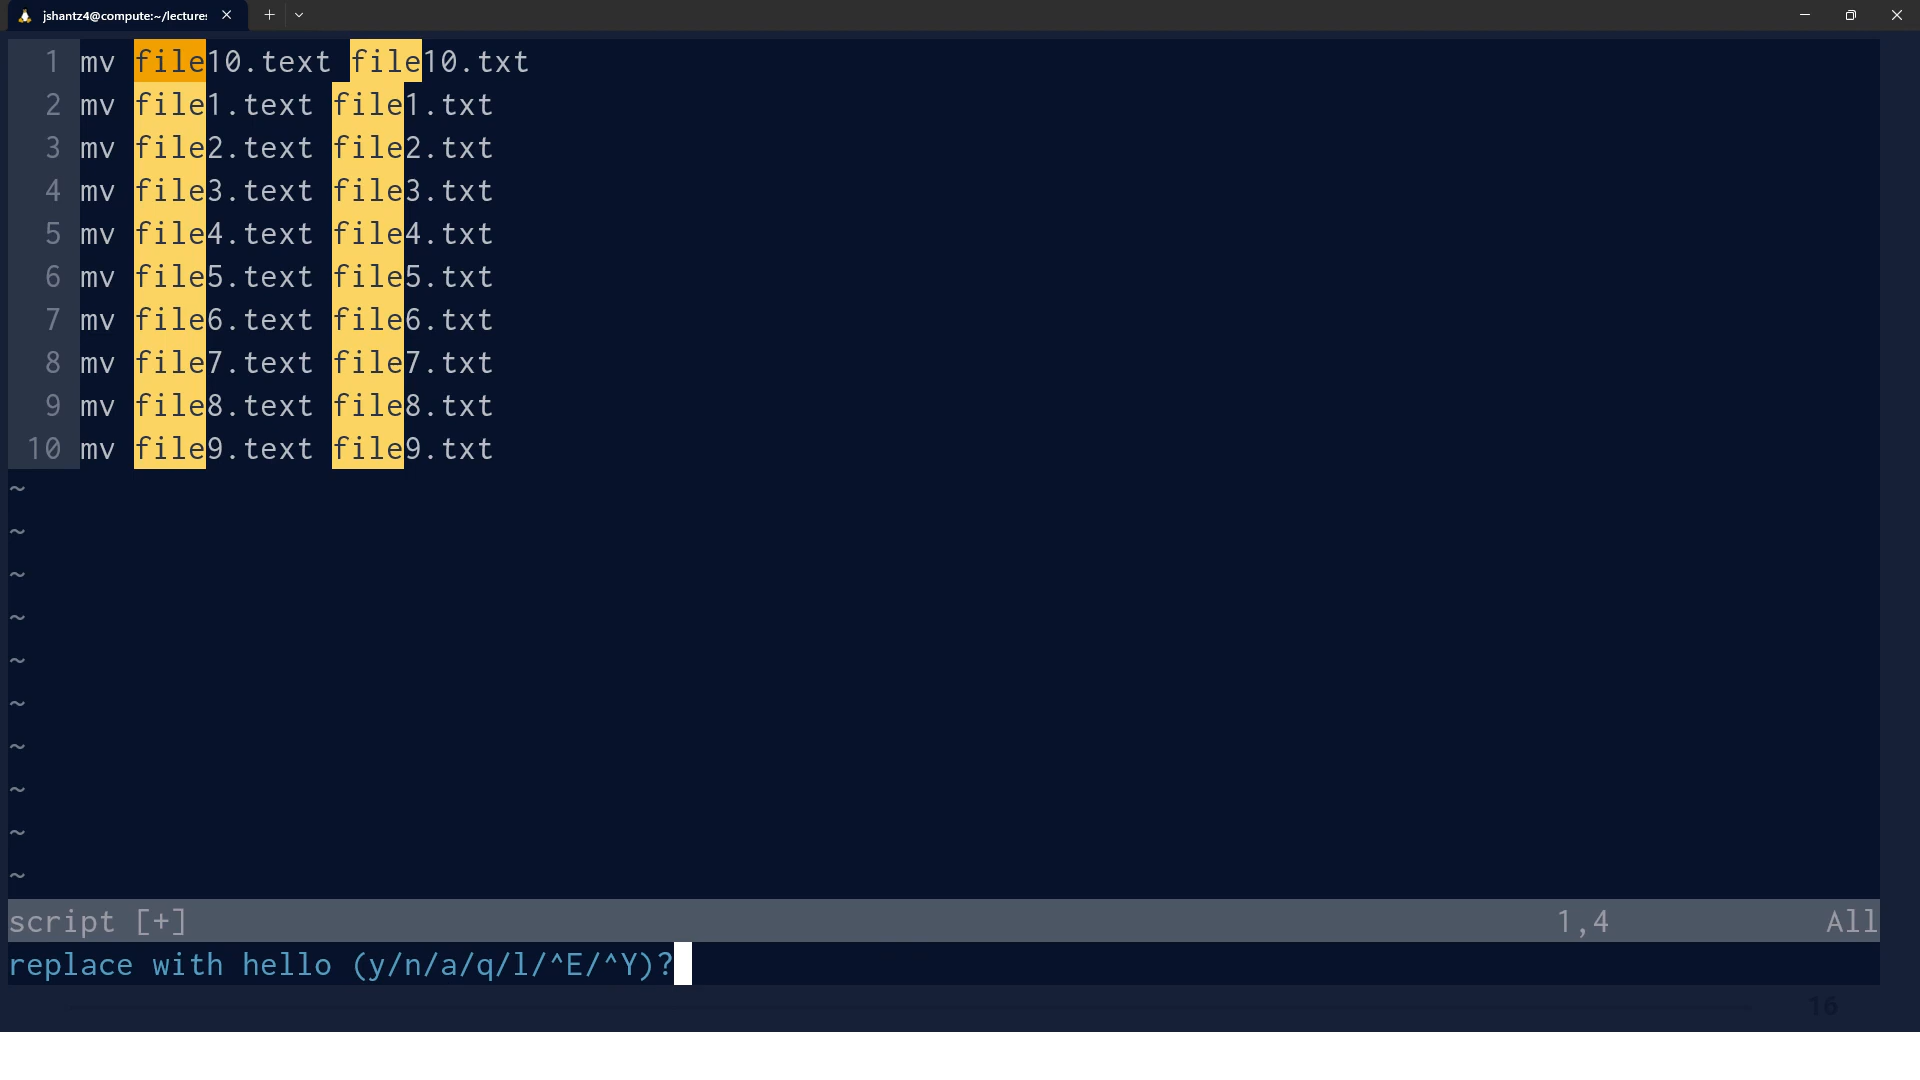 jshantz4@compute:~/lecture
1 mv file10.text file10.txt
2 mv file1.text file1.txt
3 mv file2.text file2.txt
4 mv file3.text file3.txt
5 mv file4.text file4.txt
6 mv file5.text file5.txt
7 mv file6.text file6.txt
8 mv file7.text file7.txt
9 mv file8.text file8.txt
10 mv file9.text file9.txt
~
~
~
~
~
~
~
~
~
~
script [+] 1,4 All
replace with hello (y/n/a/q/l/^E/^Y)?
16